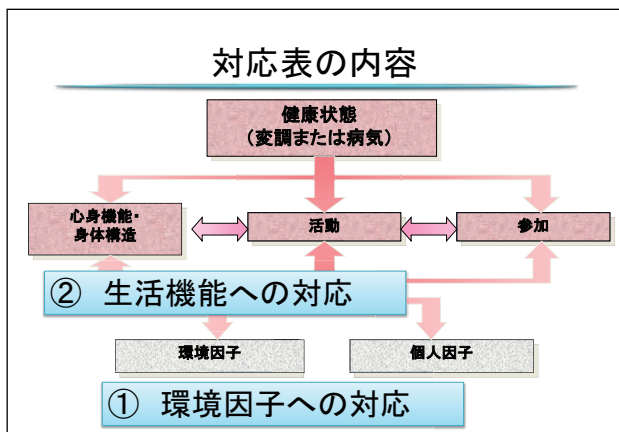 対応表の内容
健康状態
（変調または病気）
心身機能・
身体構造
活動
参加
② 生活機能への対応
環境因子
個人因子
① 環境因子への対応